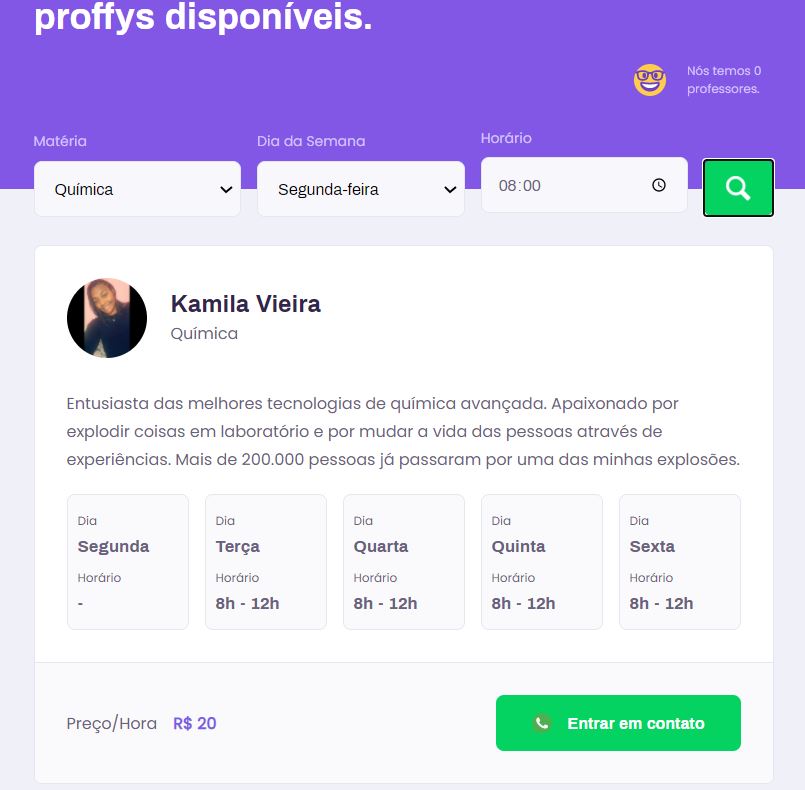 proffys disponíveis.
Nós temos 0
professores.
Matéria
Dia da Semana
Horário
Química
Segunda-feira
08:00
Kamila Vieira
Química
Entusiasta das melhores tecnologias de química avançada. Apaixonado por
explodir coisas em laboratório e por mudar a vida das pessoas através de
experiências. Mais de 200.000 pessoas já passaram por uma das minhas explosões.
Dia
Segunda
Horário
-
Dia
Terça
Horário
8h - 12h
Dia
Quarta
Horário
8h - 12h
Dia
Quinta
Horário
8h - 12h
Dia
Sexta
Horário
8h - 12h
Preço/Hora R$ 20
Entrar em contato